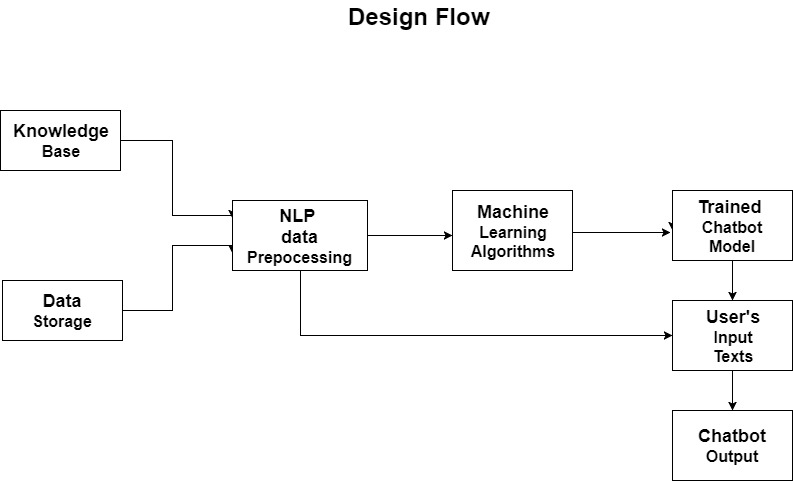 Design Flow
Knowledge
Base
Data
Storage
NLP
data
Prepocessing
Machine
Learning
Algorithms
Trained
Chatbot
Model
User's
Input
Texts
Chatbot
Output